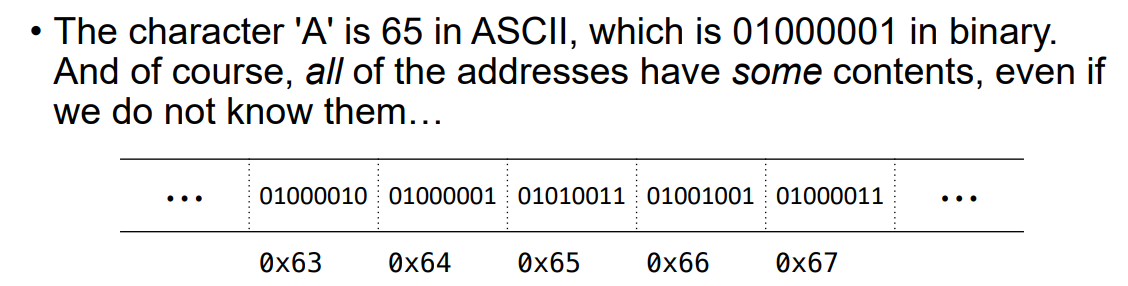 • The character 'A' is 65 in ASCII, which is 01000001 in binary.
And of course, all of the addresses have some contents, even if
we do not know them…
… 01000010 01000001 01010011 01001001 01000011 …
0x63 0x64 0x65 0x66 0x67